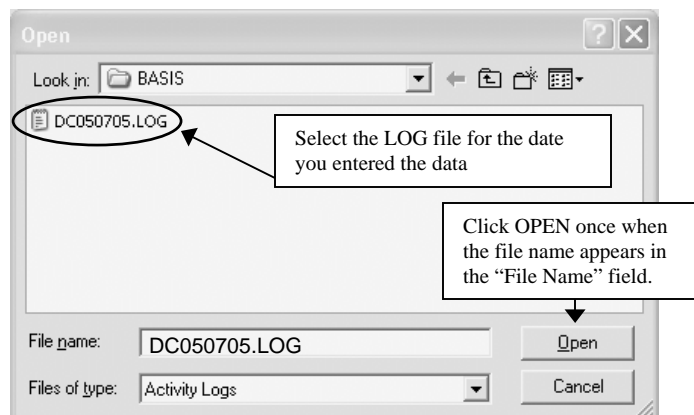 Open
Look in: BASIS
DC050705.LOG
Select the LOG file for the date
you entered the data
Click OPEN once when
the file name appears in
the “File Name” field.
File name: DC050705.LOG Open
Files of type: Activity Logs Cancel